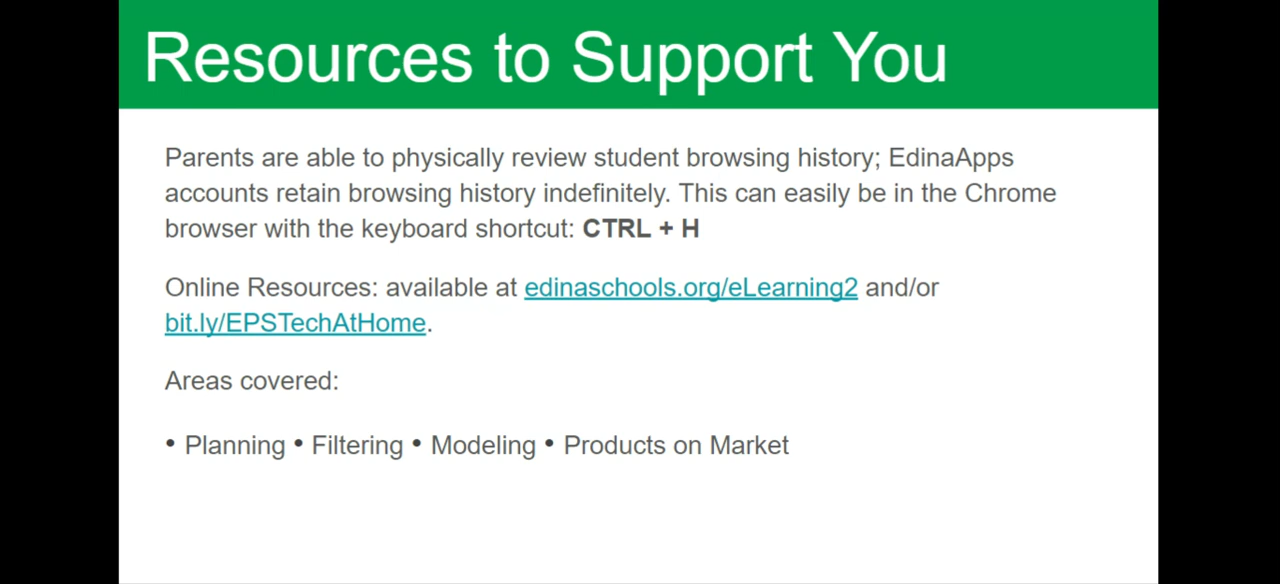 Resources to Support You
Parents are able to physically review student browsing history; EdinaApps
accounts retain browsing history indefinitely. This can easily be in the Chrome
browser with the keyboard shortcut: CTRL + H
Online Resources: available at edinaschools.org/eLearning2 and/or
bit.ly/EPSTechAtHome.
Areas covered:
• Planning • Filtering • Modeling • Products on Market